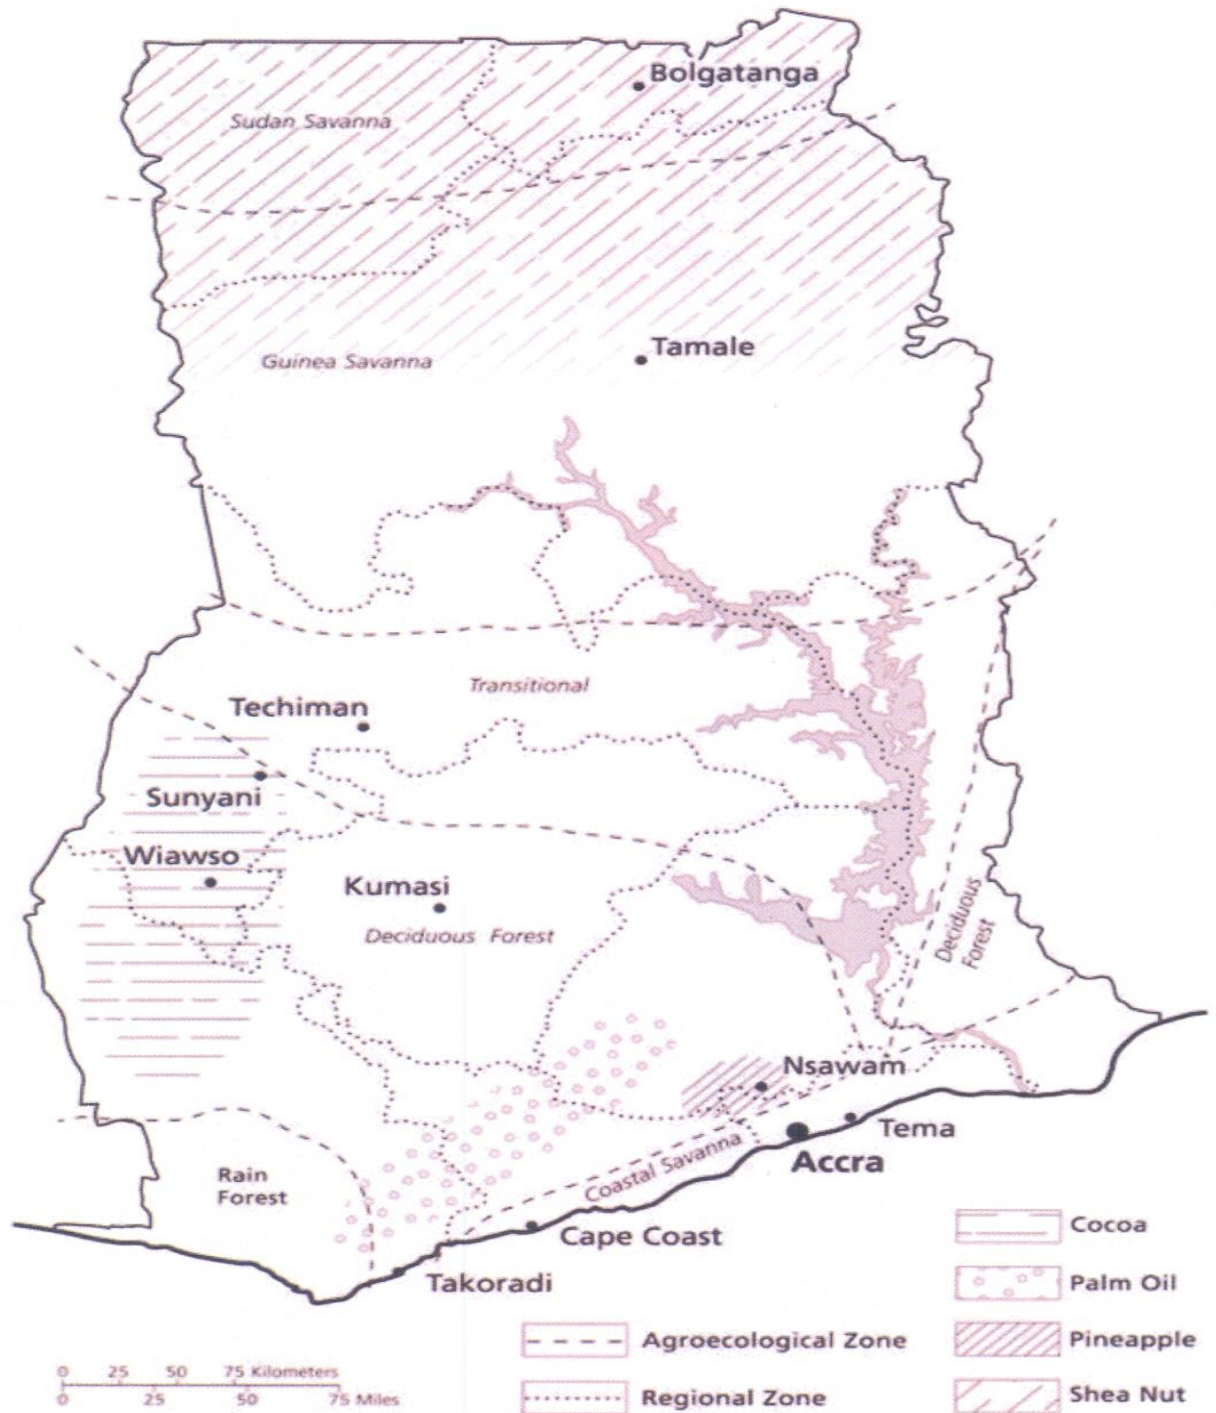 Bolgatanga
Sudan Savanna
Tamale
Guinea Savanna
Transitional
Techiman
Sunyani
Wiawso
Kumasi
Deciduous Forest
Deciduous
Forest
Nsawam
Tema
Accra
Coastal Savanna
Rain
Forest
Cape Coast
Takoradi
Cocoa
Palm Oil
Pineapple
Shea Nut
Agroecological Zone
Regional Zone
0 25 50 75 Kilometers
0 25 50 75 Miles